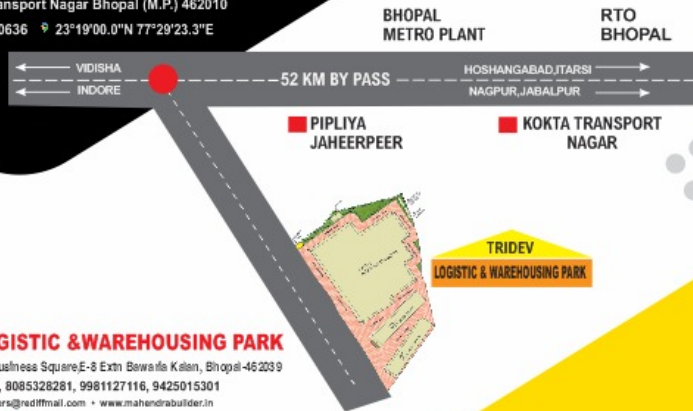 ansport Nagar Bhopal (M.P.) 462010
0636 23°19'00.0"N 77°29'23.3"E
BHOPAL
METRO PLANT
RTO
BHOPAL
VIDISHA
INDORE
52 KM BY PASS
HOSHANGABAD,ITARSI
NAGPUR,JABALPUR
PIPLIYA
JAHEERPEER
KOKTA TRANSPORT
NAGAR
TRIDEV
LOGISTIC & WAREHOUSING PARK
GISTIC &WAREHOUSING PARK
usiness Square,E-8 Extn Bawaria Kalan, Bhopal-462039
, 8085328281, 9981127116, 9425015301
ers@rediffmail.com • www.mahendrabuilder.in